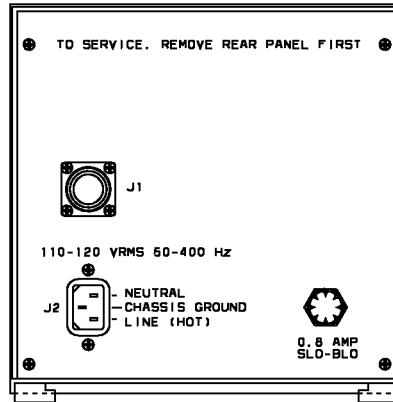 TO SERVICE, REMOVE REAR PANEL FIRST
J1
110-120 VRMS 50-400 Hz
J2
NEUTRAL
CHASSIS GROUND
LINE (HOT)
0.8 AMP
SLO-BLO